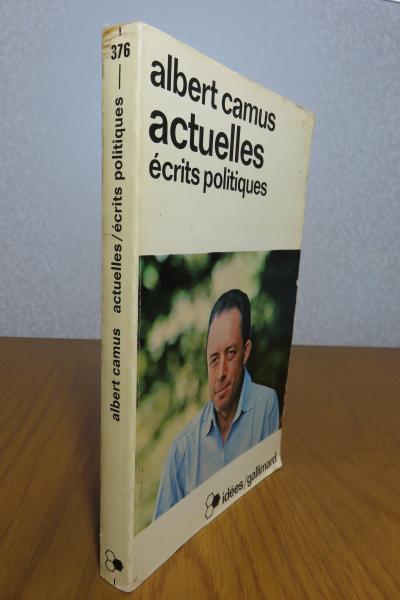 376
albert camus actuelles/écrits politiques
albert camus
actuelles
écrits politiques
idées/gallimard